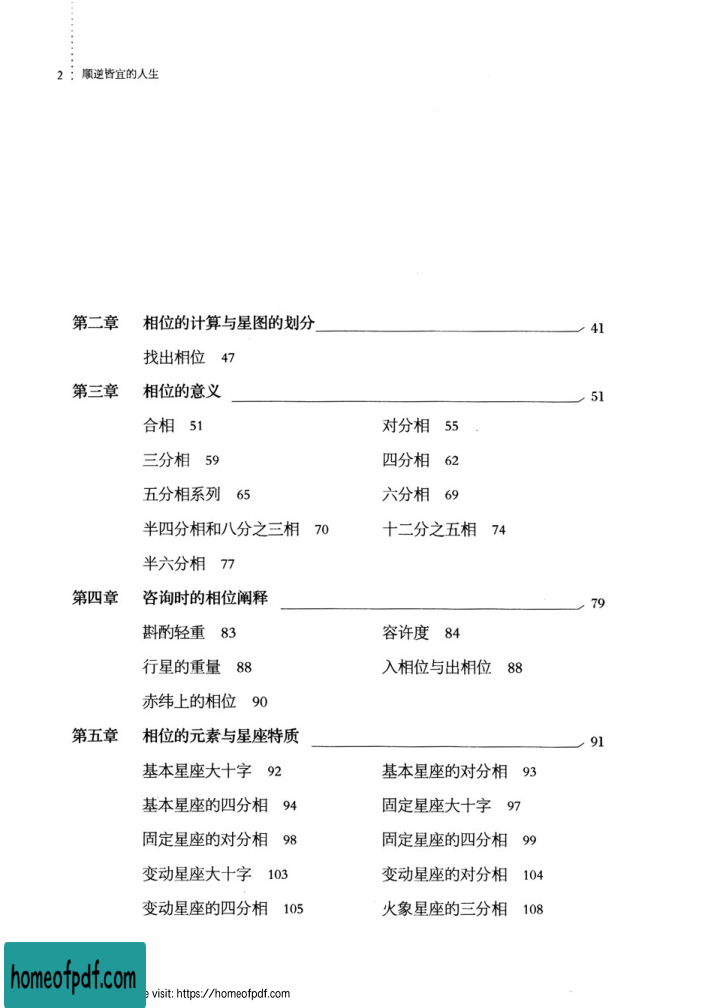 2 顺逆皆宜的人生
第二章 相位的计算与星图的划分 41
找出相位 47
第三章 相位的意义 51
合相 51 对分相 55
三分相 59 四分相 62
五分相系列 65 六分相 69
半四分相和八分之三相 70 十二分之五相 74
半六分相 77
第四章 咨询时的相位阐释 79
斟酌轻重 83 容许度 84
行星的重量 88 入相位与出相位 88
赤纬上的相位 90
第五章 相位的元素与星座特质 91
基本星座大十字 92 基本星座的对分相 93
基本星座的四分相 94 固定星座大十字 97
固定星座的对分相 98 固定星座的四分相 99
变动星座大十字 103 变动星座的对分相 104
变动星座的四分相 105 火象星座的三分相 108
homeofpdf.com
e visit: https://homeofpdf.com